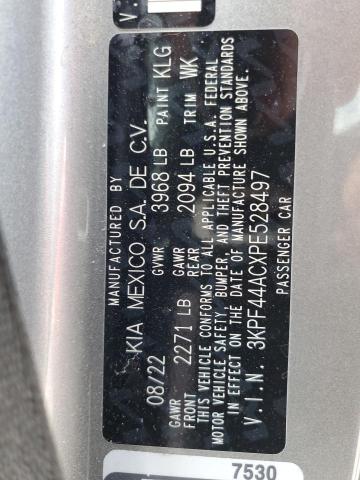 MANUFACTURED BY
KIA MEXICO S.A. DE C.V.
08/22 GVWR 3968 LB PAINT KLG
GAWR FRONT 2271 LB GAWR REAR 2094 LB TRIM WK
THIS VEHICLE CONFORMS TO ALL APPLICABLE U.S.A. FEDERAL
MOTOR VEHICLE SAFETY, BUMPER, AND THEFT PREVENTION STANDARDS
IN EFFECT ON THE DATE OF MANUFACTURE SHOWN ABOVE.
V.I.N. 3KPF44ACXPE528497
PASSENGER CAR
7530
V.